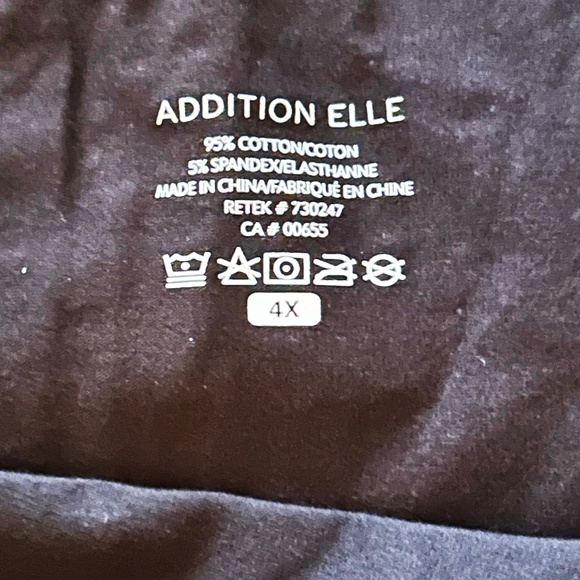 ADDITION ELLE
95% COTTON/COTON
5% SPANDEX/ELASTHANNE
MADE IN CHINA/FABRIQUÉ EN CHINE
RETEK # 730247
CA # 00655
4X